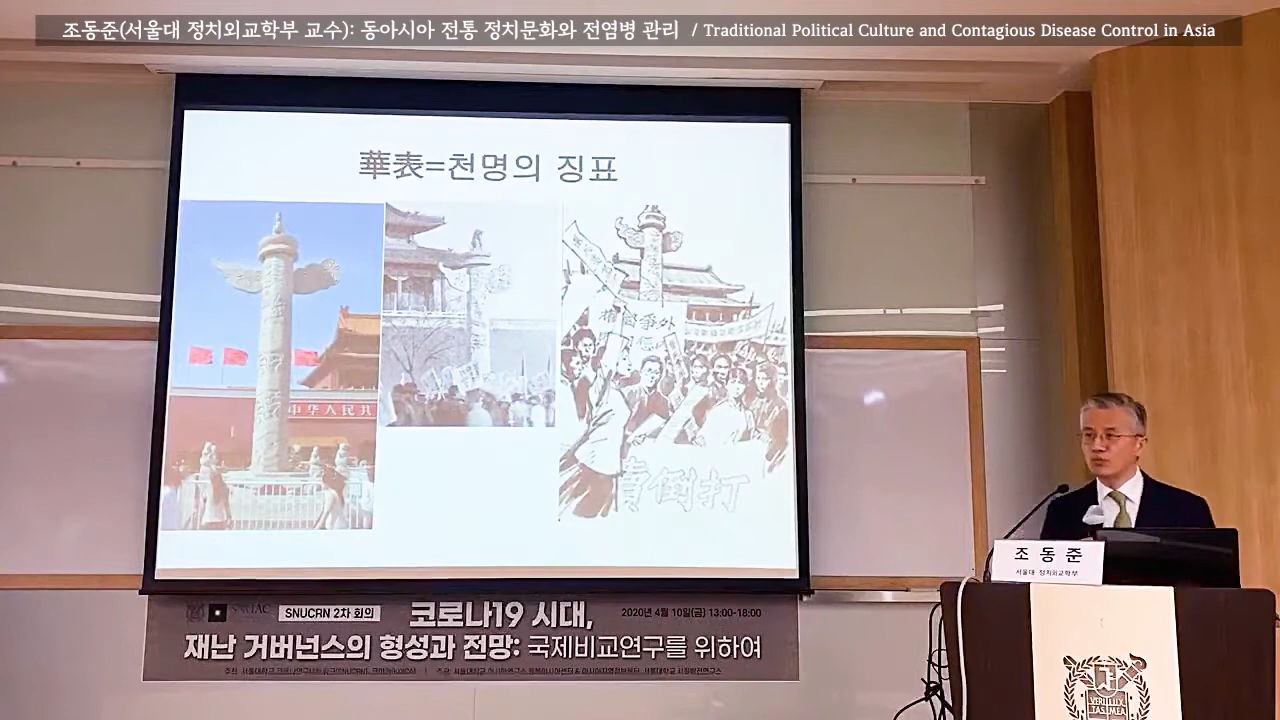 조동준(서울대 정치외교학부 교수): 동아시아 전통 정치문화와 전염병 관리 / Traditional Political Culture and Contagious Disease Control in Asia
華表=천명의 징표
中华人民共
爭外
倒打
조 동 준
서울대 정치외교학부
SNUCRN 2차 회의
코로나19 시대,
2020년 4월 10일(금) 13:00-18:00
재난 거버넌스의 형성과 전망: 국제비교연구를 위하여